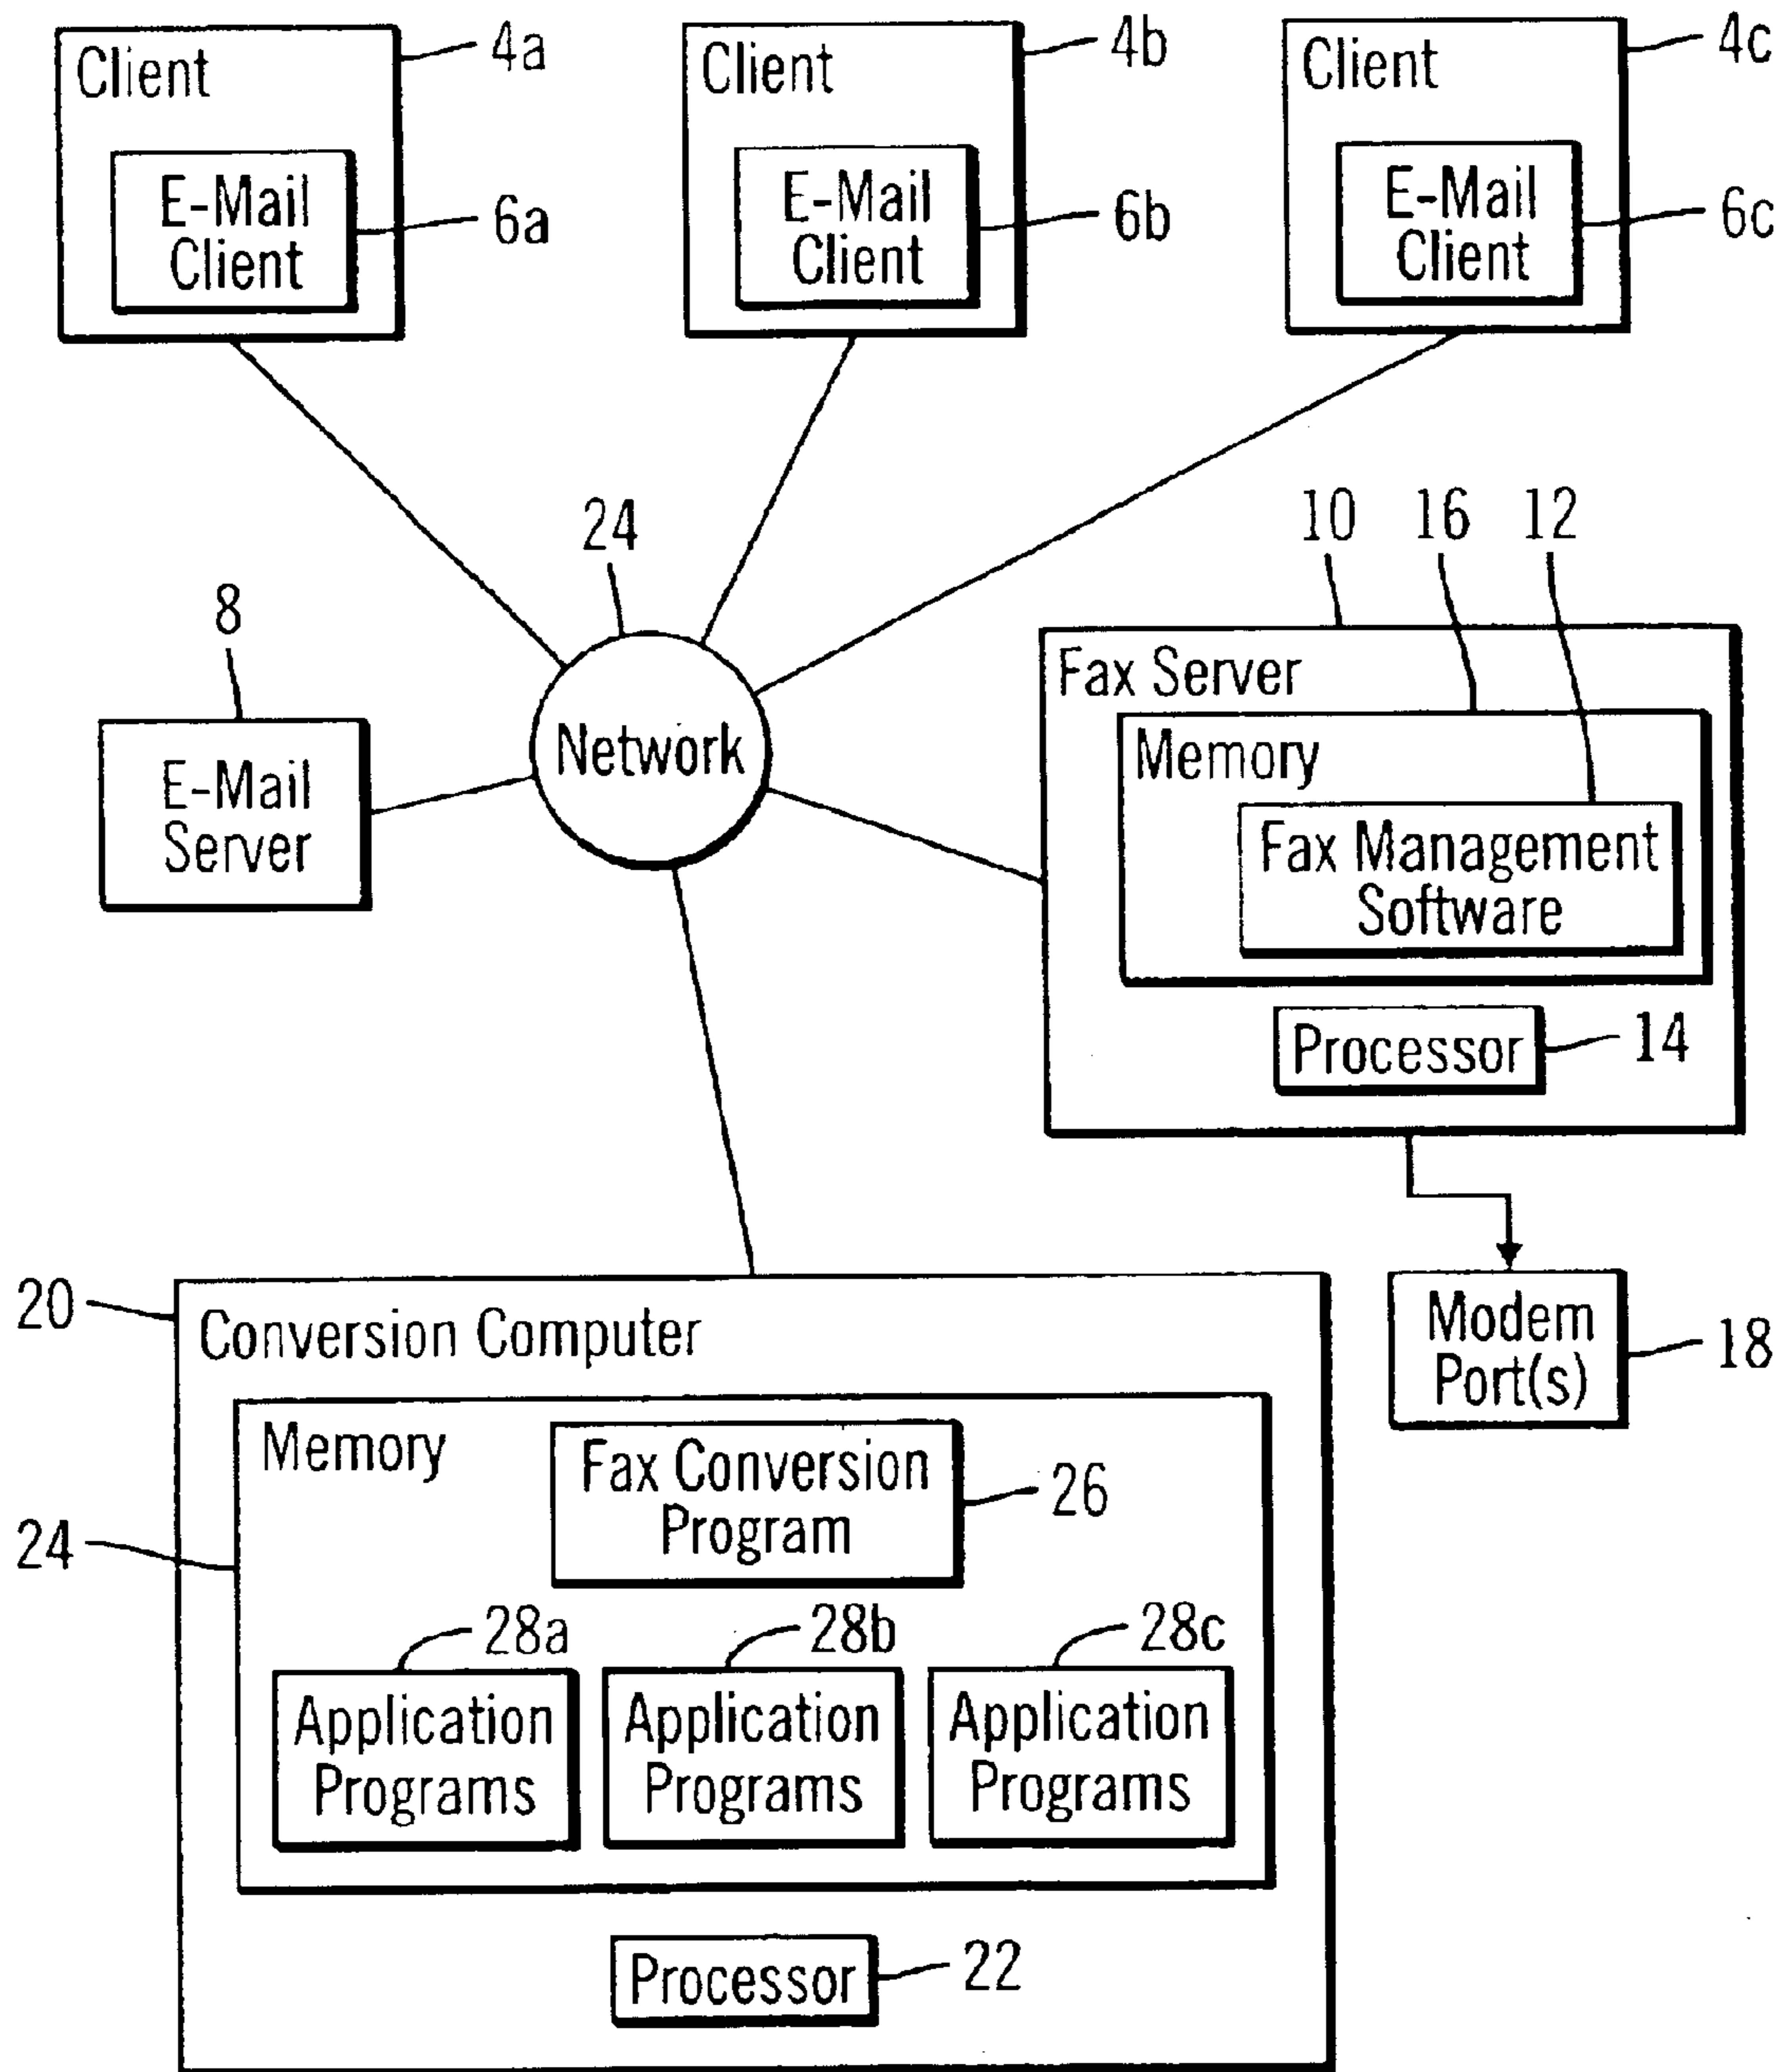 Client
4a
E-Mail
Client
6a
Client
4b
E-Mail
Client
6b
Client
4c
E-Mail
Client
6c
24
Network
8
E-Mail
Server
10
16
12
Fax Server
Memory
Fax Management
Software
Processor
14
Modem
Port(s)
18
20
Conversion Computer
Memory
24
Fax Conversion
Program
26
28a
Application
Programs
28b
Application
Programs
28c
Application
Programs
Processor
22